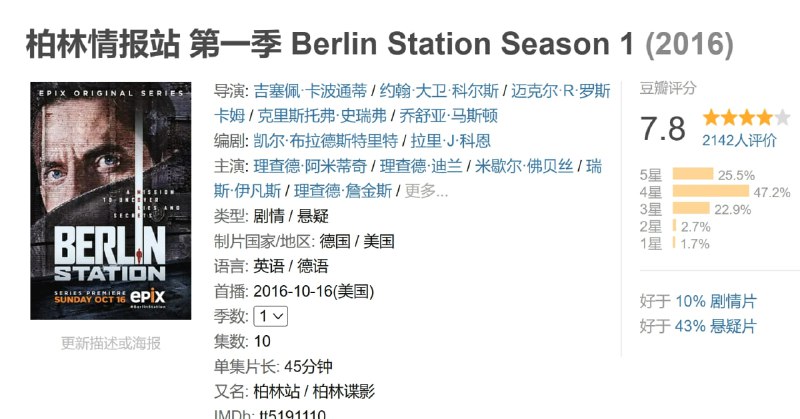 柏林情报站 第一季 Berlin Station Season 1 (2016)
EPIX ORIGINAL SERIES
A MISSION
TO UNCOVER
LIES AND
SECRETS
BERLIN
STATION
SERIES PREMIERE
SUNDAY OCT 16
epix
#BerlinStation
更新描述或海报
导演: 吉塞佩·卡波通蒂 / 约翰·大卫·科尔斯 / 迈克尔·R·罗斯
卡姆 / 克里斯托弗·史瑞弗 / 乔舒亚·马斯顿
编剧: 凯尔·布拉德斯特里特 / 拉里·J·科恩
主演: 理查德·阿米蒂奇 / 理查德·迪兰 / 米歇尔·佛贝丝 / 瑞
斯·伊凡斯 / 理查德·詹金斯 / 更多...
类型: 剧情 / 悬疑
制片国家/地区: 德国 / 美国
语言: 英语 / 德语
首播: 2016-10-16(美国)
季数: 1
集数: 10
单集片长: 45分钟
又名: 柏林站 / 柏林谍影
IMDb: tt5191110
豆瓣评分
7.8
2142人评价
5星 25.5%
4星 47.2%
3星 22.9%
2星 2.7%
1星 1.7%
好于 10% 剧情片
好于 43% 悬疑片